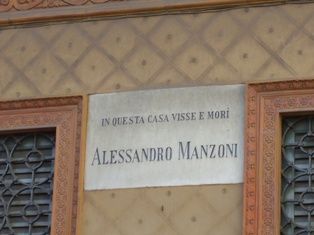 IN QUESTA CASA VISSE E MORÌ
ALESSANDRO MANZONI